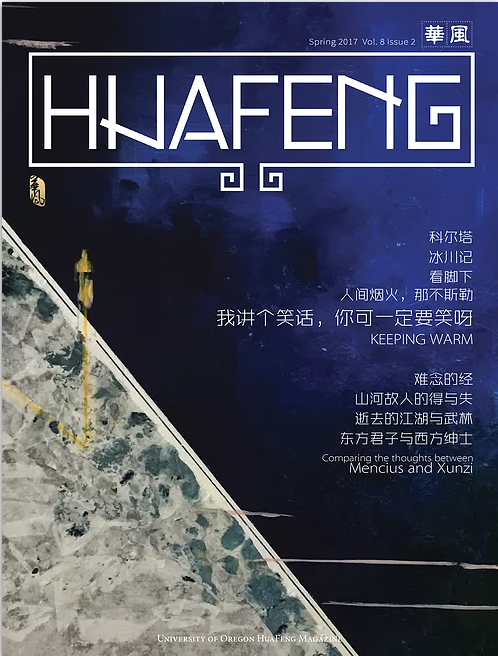 Spring 2017 Vol. 8 Issue 2 華風
HUAFENG
科尔塔
冰川记
看脚下
人间烟火，那不斯勒
我讲个笑话，你可一定要笑呀
KEEPING WARM
难念的经
山河故人的得与失
逝去的江湖与武林
东方君子与西方绅士
Comparing the thoughts between
Mencius and Xunzi
UNIVERSITY OF OREGON HUAFENG MAGAZINE